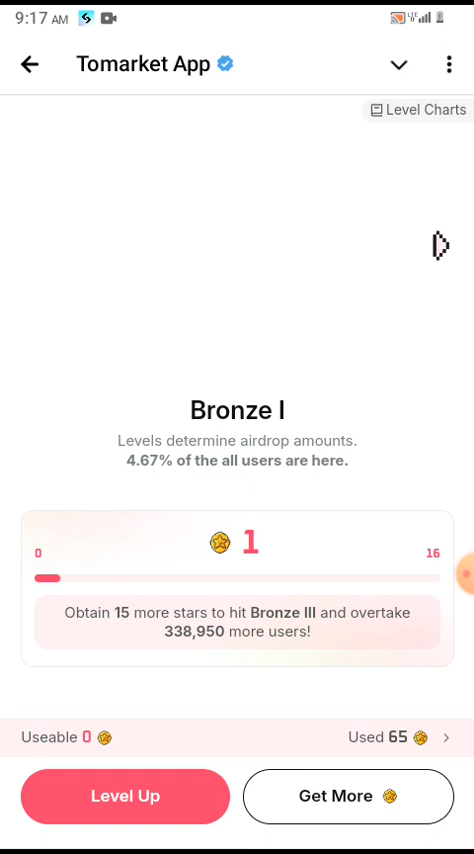 9:17 AM
LTE
Tomarket App
Level Charts
Bronze I
Levels determine airdrop amounts.
4.67% of the all users are here.
1
0
16
Obtain 15 more stars to hit Bronze III and overtake
338,950 more users!
Useable 0
Used 65
Level Up
Get More